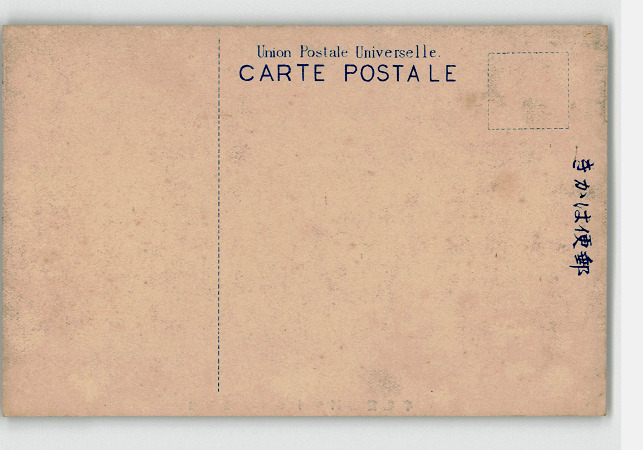 Union Postale Universelle.
CARTE POSTALE
きかは便郵